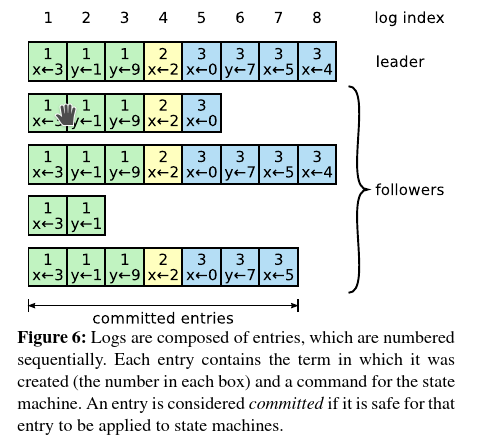 1 2 3 4 5 6 7 8 log index
1 1 1 2 3 3 3 3
x←3 y←1 y←9 x←2 x←0 y←7 x←5 x←4
leader
1 1 2 3
y←1 y←9 x←2 x←0
1 1 1 2 3 3 3 3
x←3 y←1 y←9 x←2 x←0 y←7 x←5 x←4
followers
1 1
x←3 y←1
1 1 1 2 3 3 3
x←3 y←1 y←9 x←2 x←0 y←7 x←5
committed entries
Figure 6: Logs are composed of entries, which are numbered
sequentially. Each entry contains the term in which it was
created (the number in each box) and a command for the state
machine. An entry is considered committed if it is safe for that
entry to be applied to state machines.